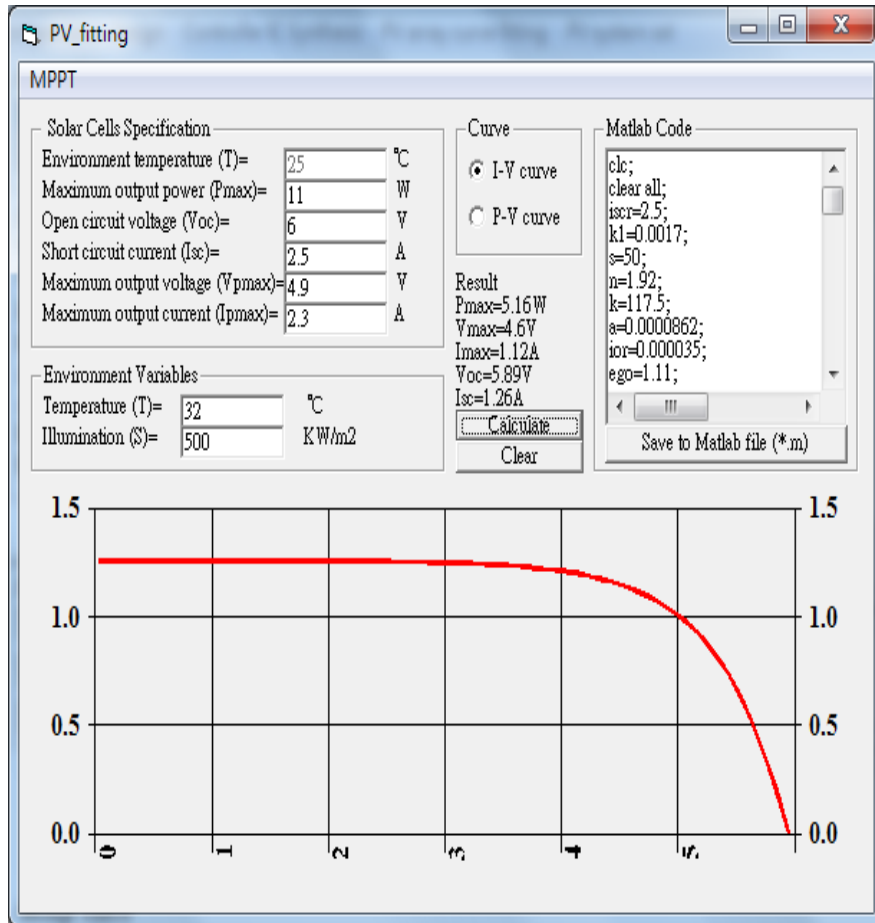 PV_fitting
MPPT
Solar Cells Specification
Environment temperature (T)= 25 ℃
Maximum output power (Pmax)= 11 W
Open circuit voltage (Voc)= 6 V
Short circuit current (Isc)= 2.5 A
Maximum output voltage (Vpmax)= 4.9 V
Maximum output current (Ipmax)= 2.3 A
Environment Variables
Temperature (T)= 32 ℃
Illumination (S)= 500 KW/m2
Curve
I-V curve
P-V curve
Result
Pmax=5.16W
Vmax=4.6V
Imax=1.12A
Voc=5.89V
Isc=1.26A
Calculate
Clear
Matlab Code
clc;
clear all;
iscr=2.5;
k1=0.0017;
s=50;
n=1.92;
k=117.5;
a=0.0000862;
ior=0.000035;
ego=1.11;
Save to Matlab file (*.m)
1.5 1.5
1.0 1.0
0.5 0.5
0.0 0.0
0 1 2 3 4 5